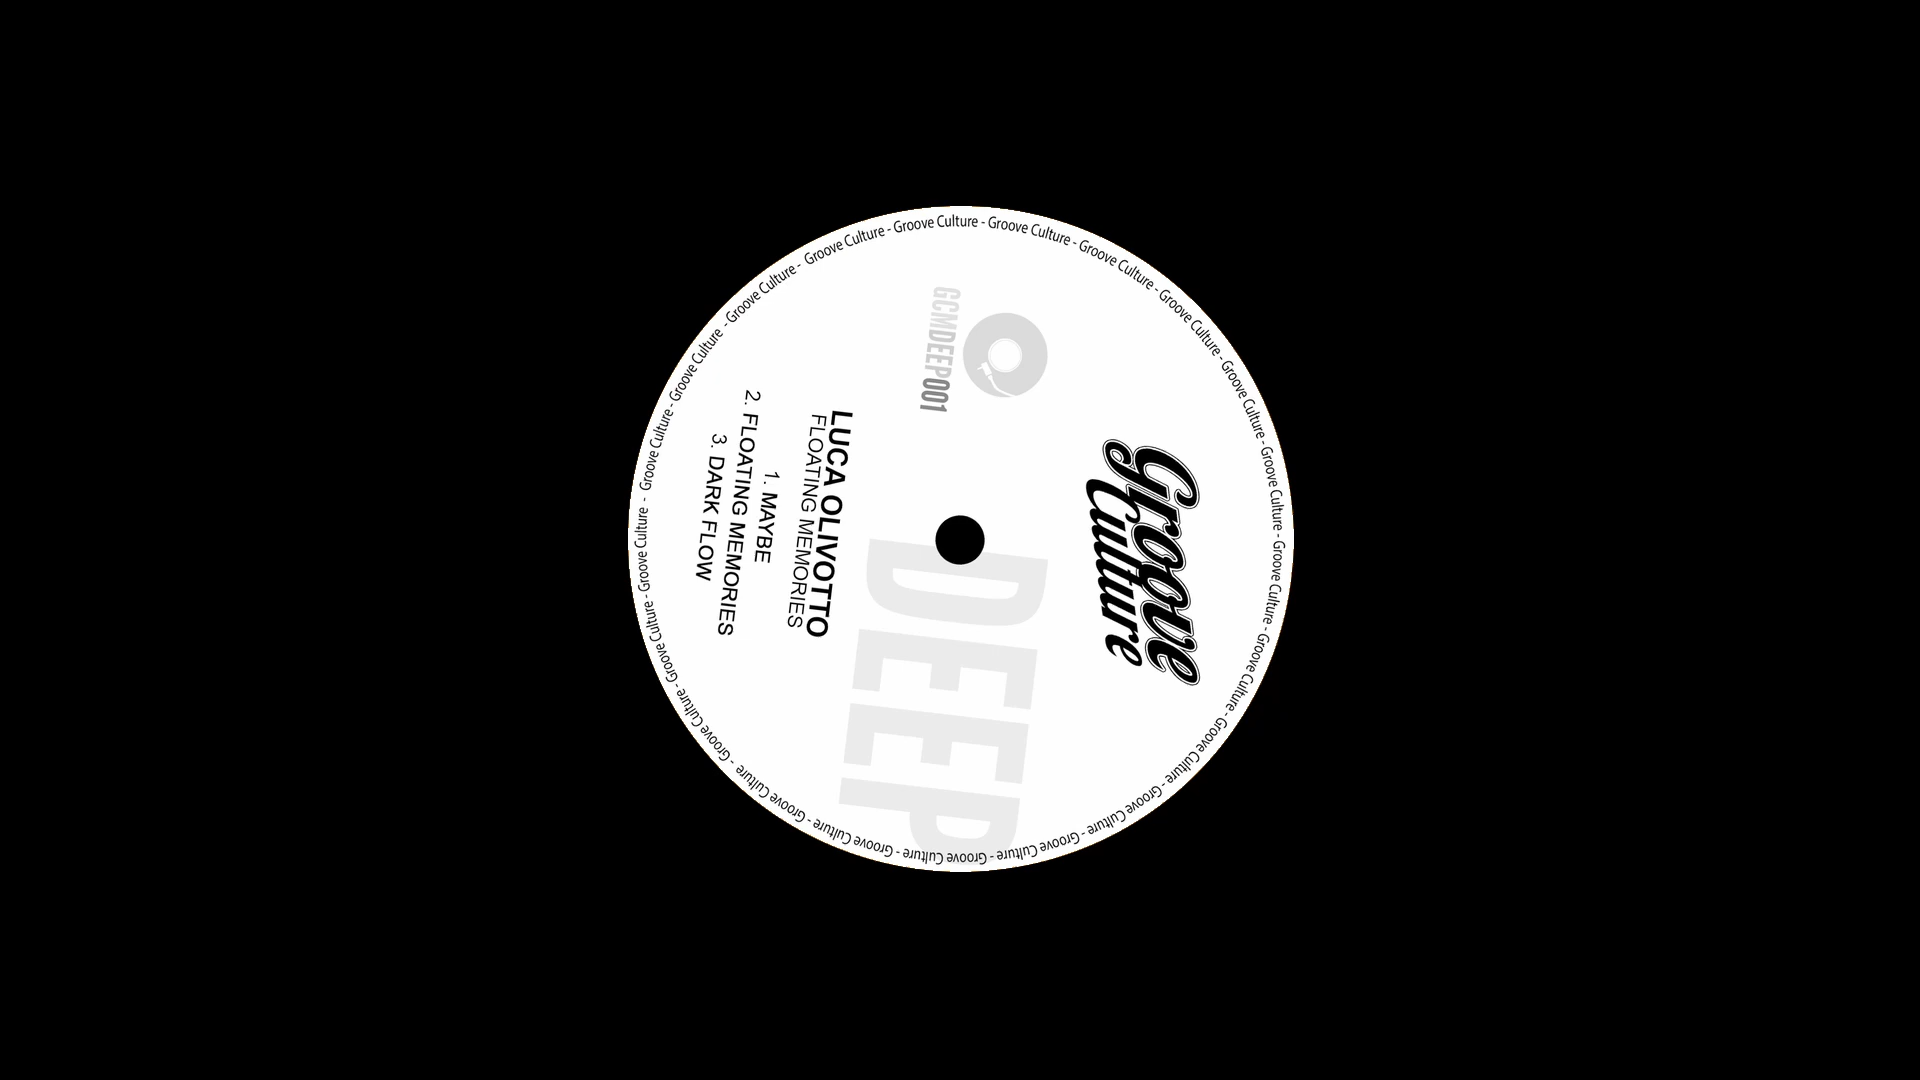 Groove
Culture
GCMDEEP001
DEEP
LUCA OLIVOTTO
FLOATING MEMORIES
1. MAYBE
2. FLOATING MEMORIES
3. DARK FLOW
Groove Culture - Groove Culture - Groove Culture - Groove Culture - Groove Culture - Groove Culture - Groove Culture - Groove Culture - Groove Culture - Groove Culture - Groove Culture - Groove Culture - Groove Culture - Groove Culture - Groove Culture - Groove Culture - Groove Culture - Groove Culture - Groove Culture - Groove Culture - Groove Culture - Groove Culture -